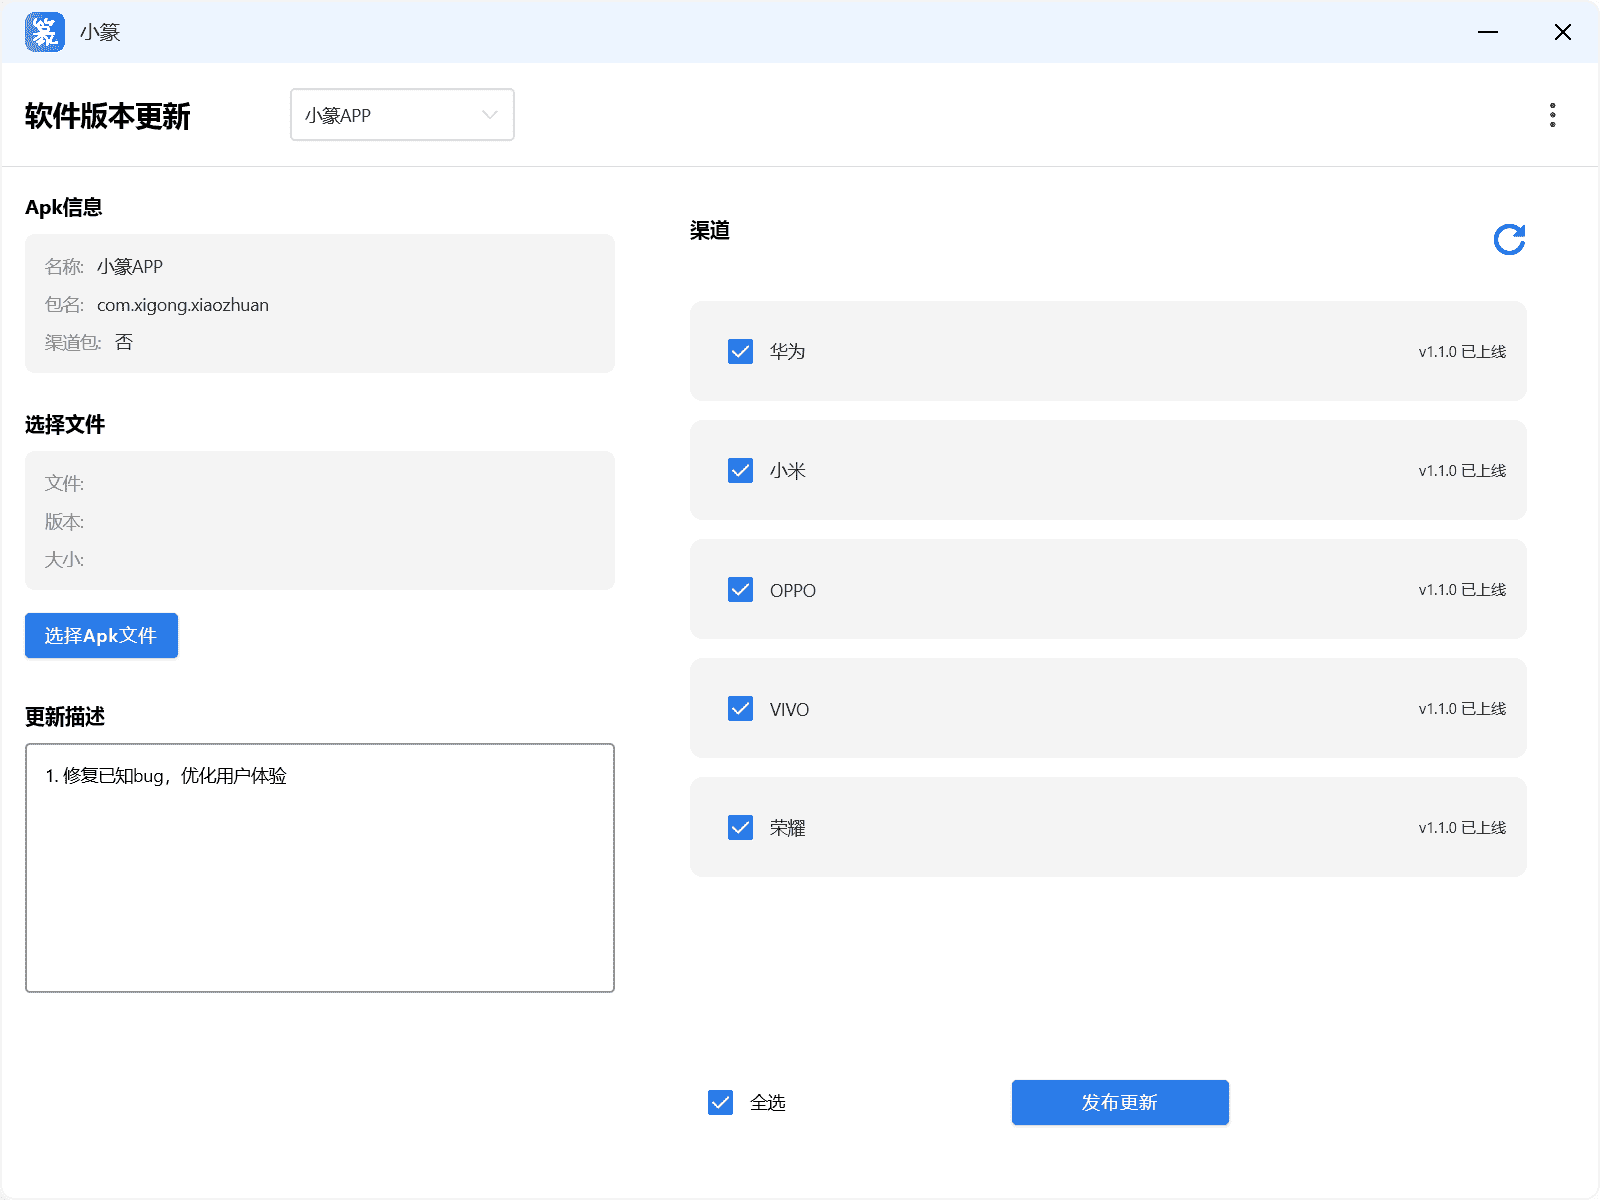 篆 小篆
软件版本更新
小篆APP
Apk信息
名称: 小篆APP
包名: com.xigong.xiaozhuan
渠道包: 否
选择文件
文件:
版本:
大小:
选择Apk文件
更新描述
1. 修复已知bug，优化用户体验
渠道
华为 v1.1.0 已上线
小米 v1.1.0 已上线
OPPO v1.1.0 已上线
VIVO v1.1.0 已上线
荣耀 v1.1.0 已上线
全选
发布更新